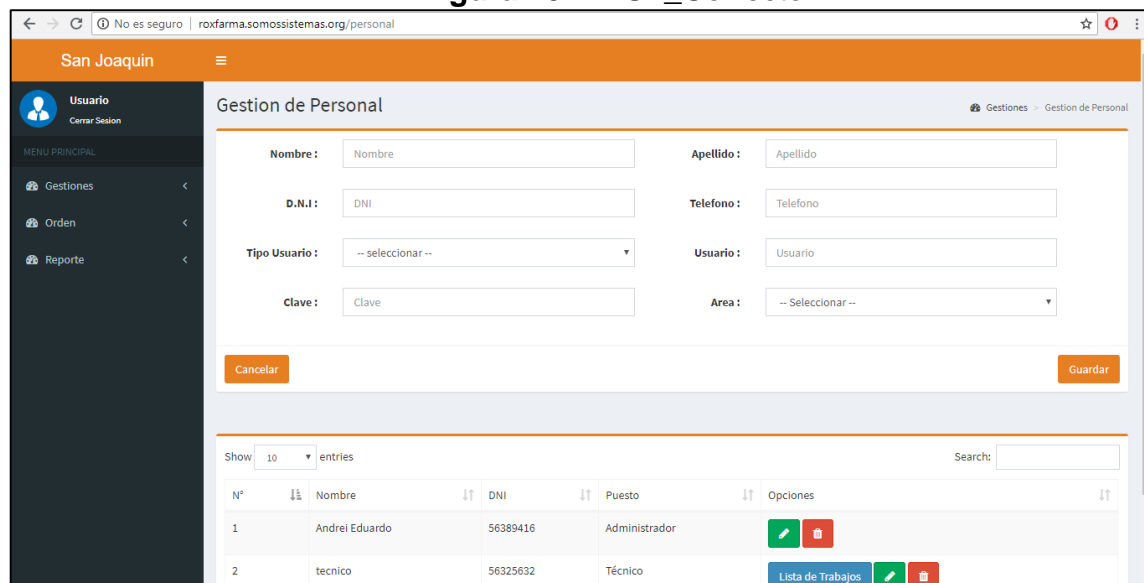 No es seguro | roxfarma.somossistemas.org/personal
San Joaquin
Usuario
Cerrar Sesion
MENU PRINCIPAL
Gestiones
Orden
Reporte
Gestion de Personal
Gestiones > Gestion de Personal
Nombre : Nombre Apellido : Apellido
D.N.I : DNI Telefono : Telefono
Tipo Usuario : -- seleccionar -- Usuario : Usuario
Clave : Clave Area : -- Seleccionar --
Cancelar Guardar
Show 10 entries Search:
N° Nombre DNI Puesto Opciones
1 Andrei Eduardo 56389416 Administrador
2 tecnico 56325632 Técnico Lista de Trabajos